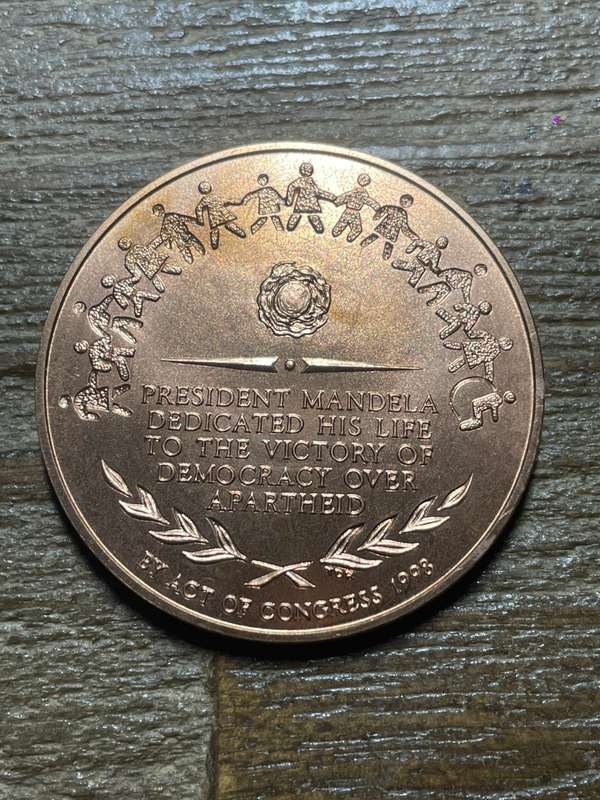 PRESIDENT MANDELA
DEDICATED HIS LIFE
TO THE VICTORY OF
DEMOCRACY OVER
APARTHEID
BY ACT OF CONGRESS 1998